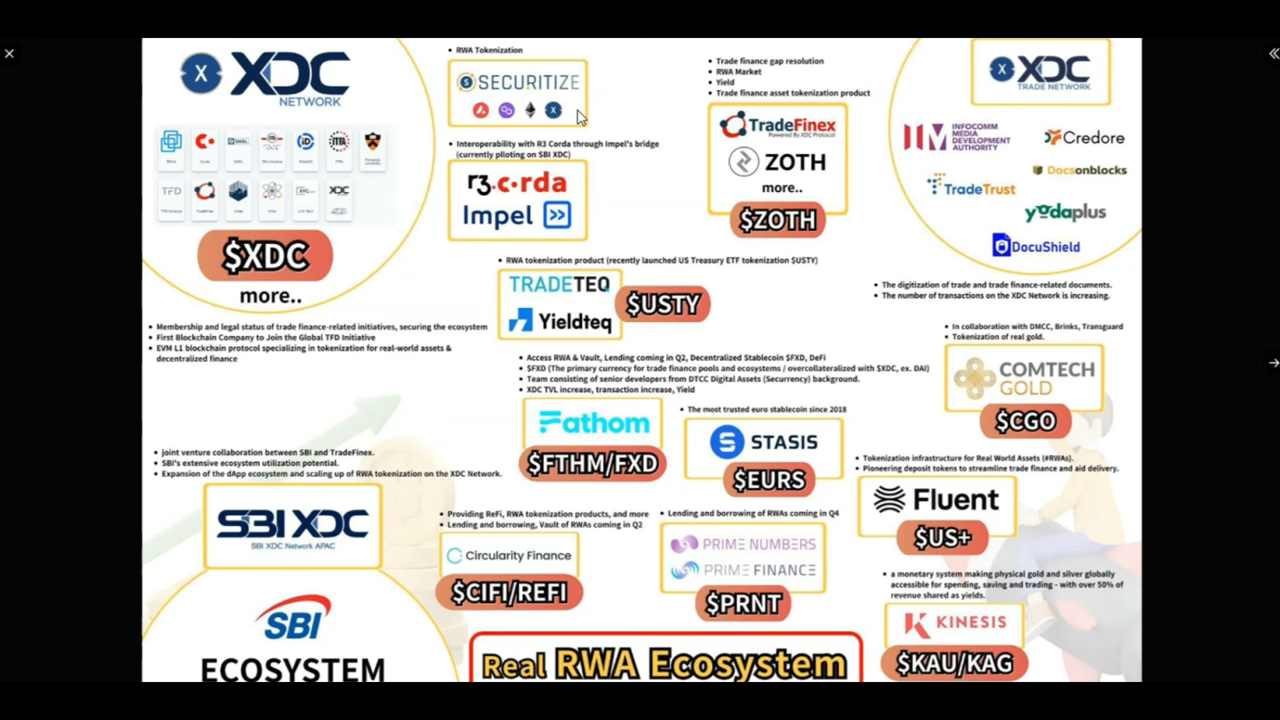 XDC
NETWORK
TFD
$XDC
more..
• Membership and legal status of trade finance-related initiatives, securing the ecosystem
• First Blockchain Company to Join the Global TFD Initiative
• EVM L1 blockchain protocol specializing in tokenization for real-world assets &
decentralized finance
• RWA Tokenization
SECURITIZE
• Interoperability with R3 Corda through Impel's bridge
(currently piloting on SBI XDC)
r3.c•rda
Impel
• Trade finance gap resolution
• RWA Market
• Yield
• Trade finance asset tokenization product
TradeFinex
Powered By XDC Protocol
ZOTH
more..
$ZOTH
XDC
TRADE NETWORK
INFOCOMM
MEDIA
DEVELOPMENT
AUTHORITY
Credore
Docsonblocks
TradeTrust
yodaplus
DocuShield
• The digitization of trade and trade finance-related documents.
• The number of transactions on the XDC Network is increasing.
• RWA tokenization product (recently launched US Treasury ETF tokenization $USTY)
TRADETEQ
Yieldteq
$USTY
• In collaboration with DMCC, Brinks, Transguard
• Tokenization of real gold.
COMTECH
GOLD
$CGO
• Access RWA & Vault, Lending coming in Q2, Decentralized Stablecoin $FXD, DeFi
• $FXD (The primary currency for trade finance pools and ecosystems / overcollateralized with $XDC, ex. DAI)
• Team consisting of senior developers from DTCC Digital Assets (Securrency) background.
• XDC TVL increase, transaction increase, Yield
Fathom
$FTHM/FXD
• The most trusted euro stablecoin since 2018
STASIS
$EURS
• joint venture collaboration between SBI and TradeFinex.
• SBI's extensive ecosystem utilization potential.
• Expansion of the dApp ecosystem and scaling up of RWA tokenization on the XDC Network.
SBI XDC
SBI XDC Network APAC
• Tokenization infrastructure for Real World Assets (#RWAs).
• Pioneering deposit tokens to streamline trade finance and aid delivery.
Fluent
$US+
• Providing ReFi, RWA tokenization products, and more
• Lending and borrowing, Vault of RWAs coming in Q2
Circularity Finance
$CIFI/REFI
• Lending and borrowing of RWAs coming in Q4
PRIME NUMBERS
PRIME FINANCE
$PRNT
• a monetary system making physical gold and silver globally
accessible for spending, saving and trading - with over 50% of
revenue shared as yields.
KINESIS
$KAU/KAG
SBI
ECOSYSTEM
Real RWA Ecosystem